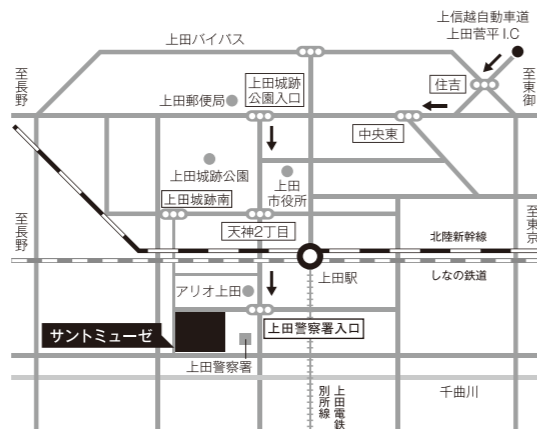 上信越自動車道
上田菅平I.C
上田バイパス
至長野
上田城跡
公園入口
住吉
至東御
上田郵便局
中央東
上田城跡公園
上田
市役所
上田城跡南
至長野
天神2丁目
至東京
北陸新幹線
上田駅
しなの鉄道
アリオ上田
サントミューゼ
上田警察署入口
上田警察署
上田電鉄
別所線
千曲川